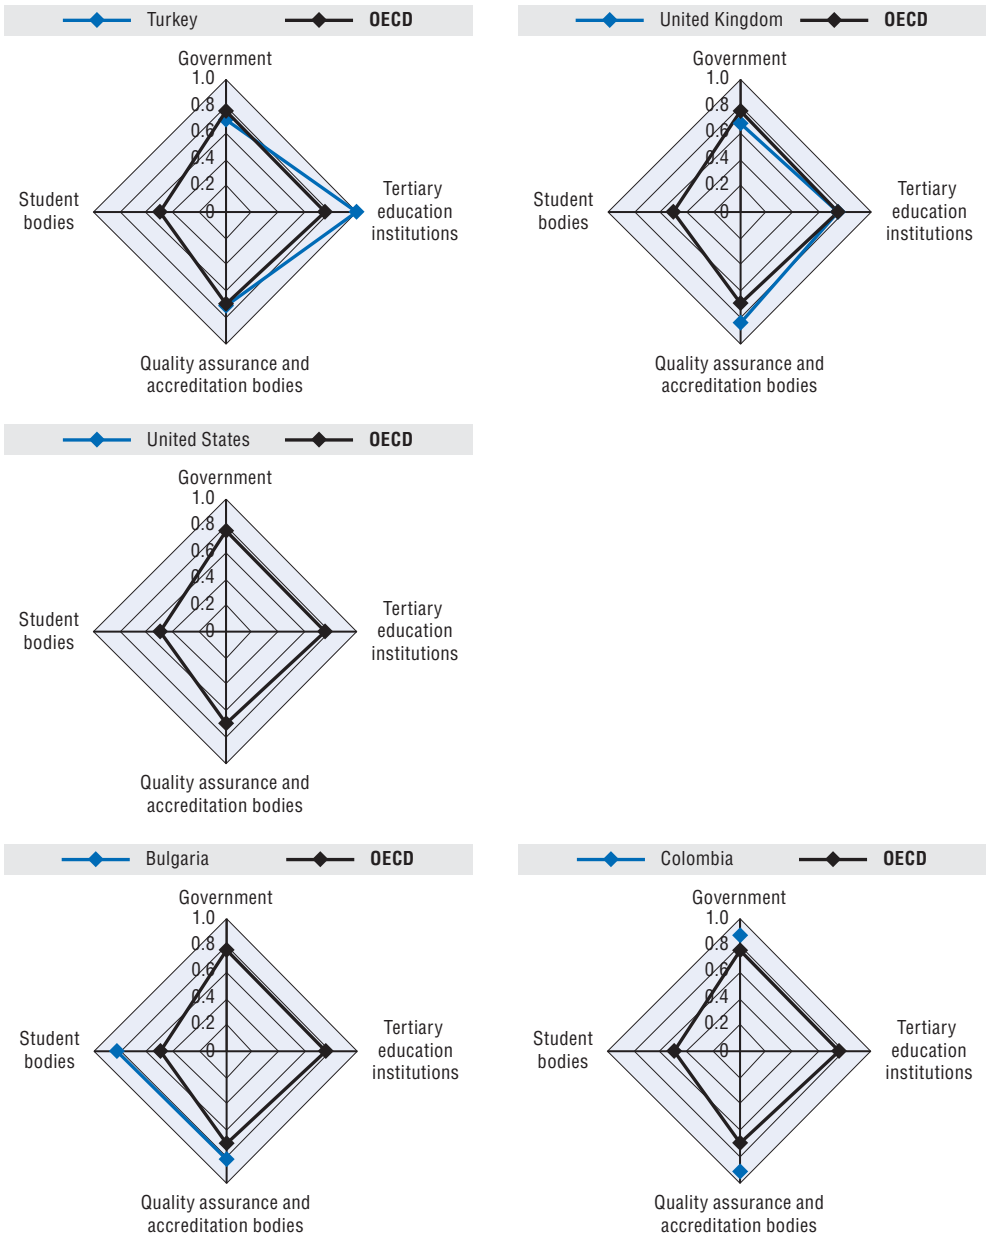 Turkey OECD
Government
1.0
0.8
0.6
0.4
0.2
0
Student
bodies
Tertiary
education
institutions
Quality assurance and
accreditation bodies
United Kingdom OECD
Government
1.0
0.8
0.6
0.4
0.2
0
Student
bodies
Tertiary
education
institutions
Quality assurance and
accreditation bodies
United States OECD
Government
1.0
0.8
0.6
0.4
0.2
0
Student
bodies
Tertiary
education
institutions
Quality assurance and
accreditation bodies
Bulgaria OECD
Government
1.0
0.8
0.6
0.4
0.2
0
Student
bodies
Tertiary
education
institutions
Quality assurance and
accreditation bodies
Colombia OECD
Government
1.0
0.8
0.6
0.4
0.2
0
Student
bodies
Tertiary
education
institutions
Quality assurance and
accreditation bodies